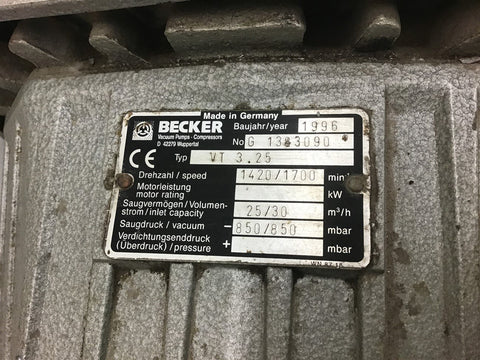 Made in Germany
BECKER
Vacuum Pumps · Compressors
D 42279 Wuppertal
Baujahr/year 1996
No G 1383090
CE Typ VT 3.25
Drehzahl / speed 1420/1700 min
Motorleistung
motor rating kW
Saugvermögen / Volumen-
strom / inlet capacity 25/30 m³/h
Saugdruck / vacuum - 850/850 mbar
Verdichtungsenddruck
(Überdruck) / pressure + mbar